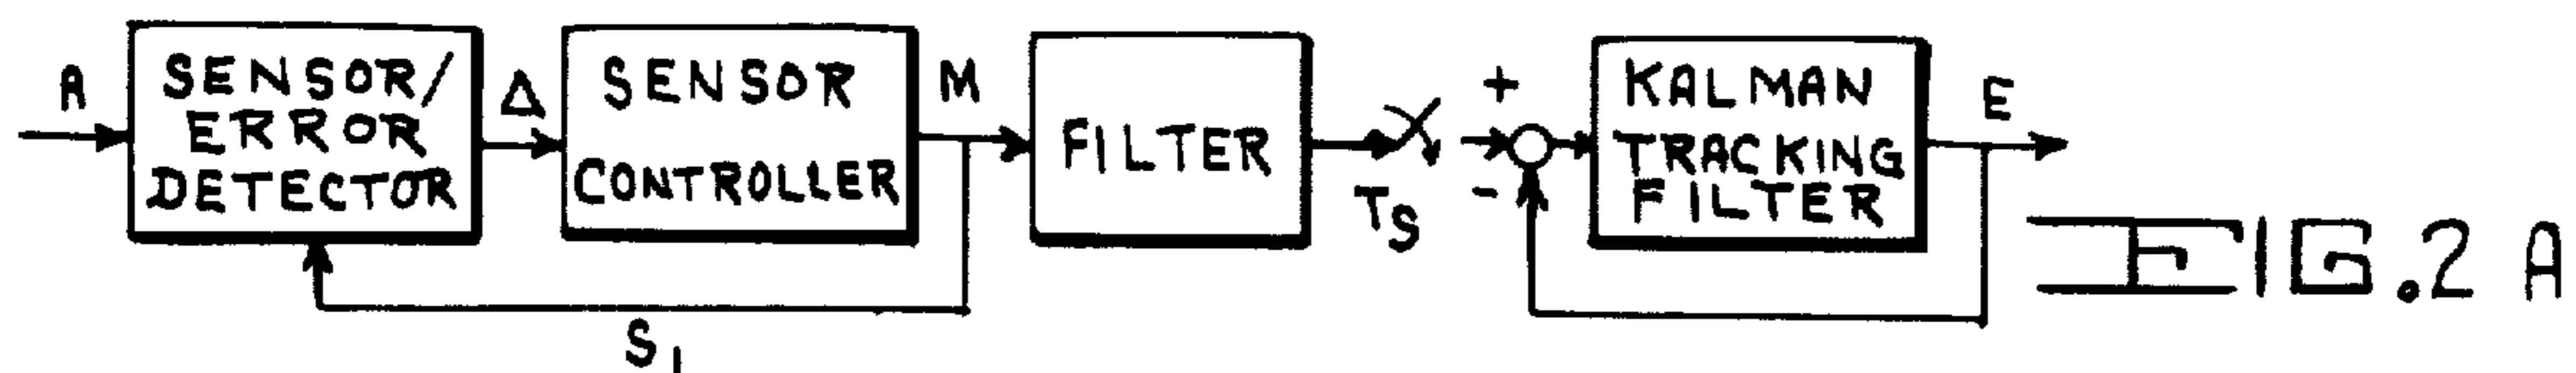 A
SENSOR/
ERROR
DETECTOR
Δ
SENSOR
CONTROLLER
M
S1
FILTER
TS
+
-
KALMAN
TRACKING
FILTER
E
FIG.2 A